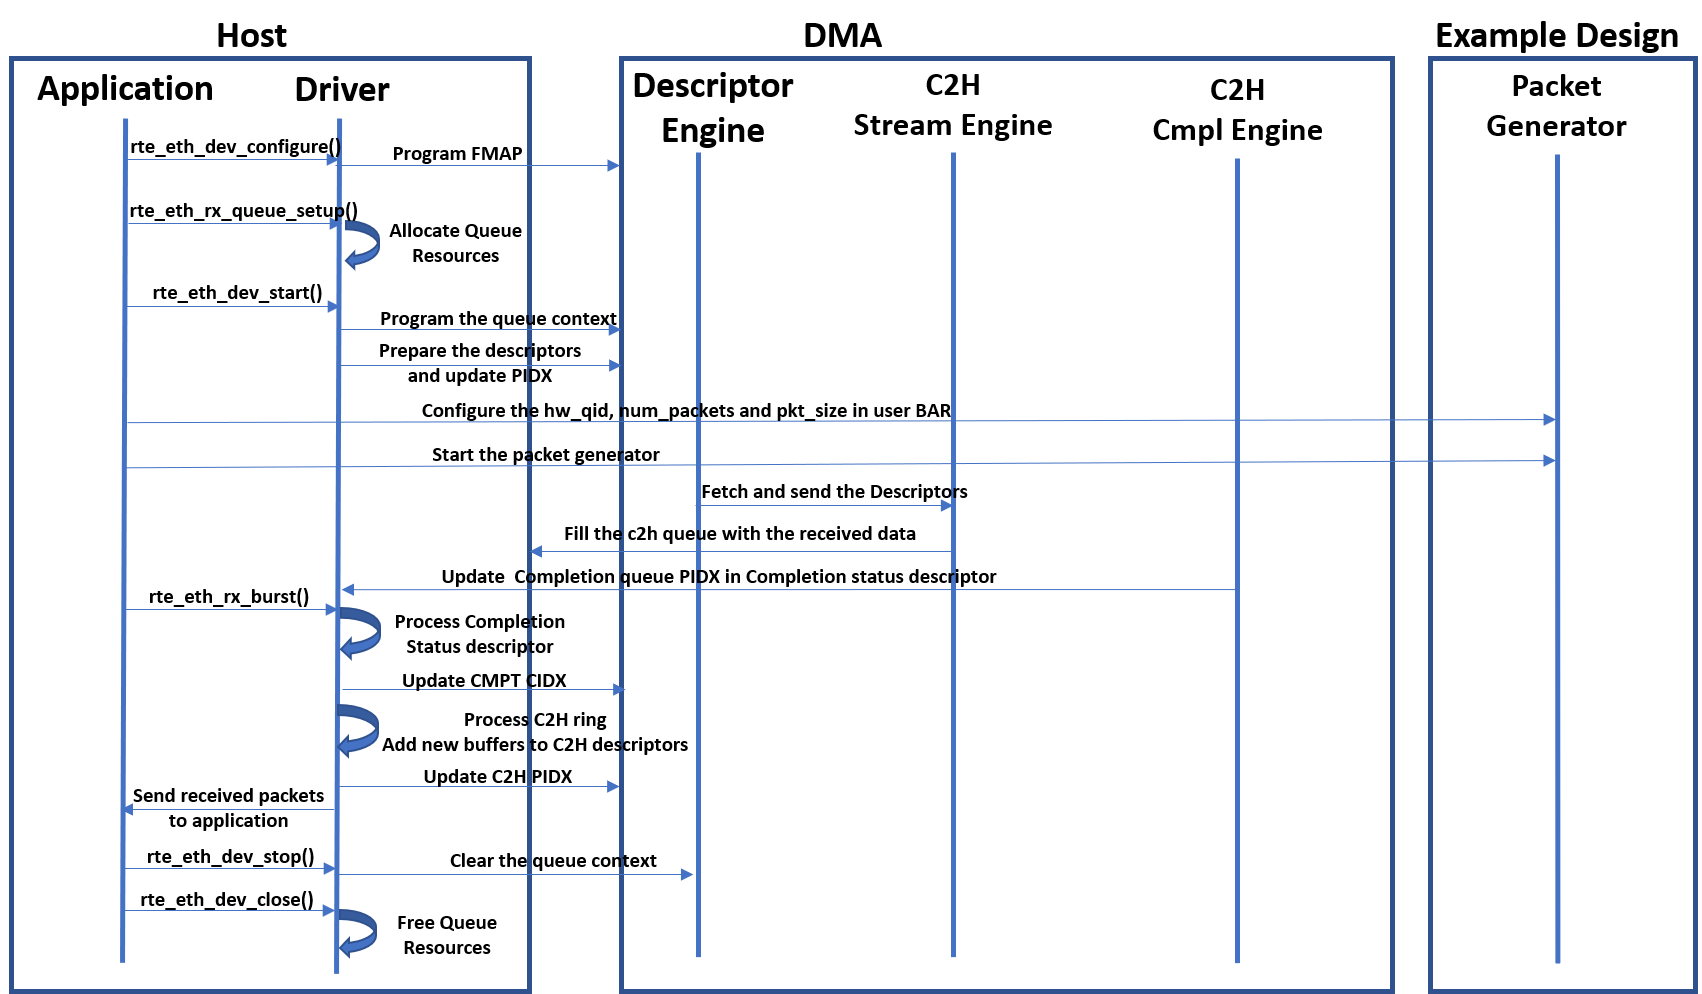 Host
DMA
Example Design
Application
Driver
Descriptor
Engine
C2H
Stream Engine
C2H
Cmpl Engine
Packet
Generator
rte_eth_dev_configure()
Program FMAP
rte_eth_rx_queue_setup()
Allocate Queue
Resources
rte_eth_dev_start()
Program the queue context
Prepare the descriptors
and update PIDX
Configure the hw_qid, num_packets and pkt_size in user BAR
Start the packet generator
Fetch and send the Descriptors
Fill the c2h queue with the received data
Update  Completion queue PIDX in Completion status descriptor
rte_eth_rx_burst()
Process Completion
Status descriptor
Update CMPT CIDX
Process C2H ring
Add new buffers to C2H descriptors
Update C2H PIDX
Send received packets
to application
rte_eth_dev_stop()
Clear the queue context
rte_eth_dev_close()
Free Queue
Resources